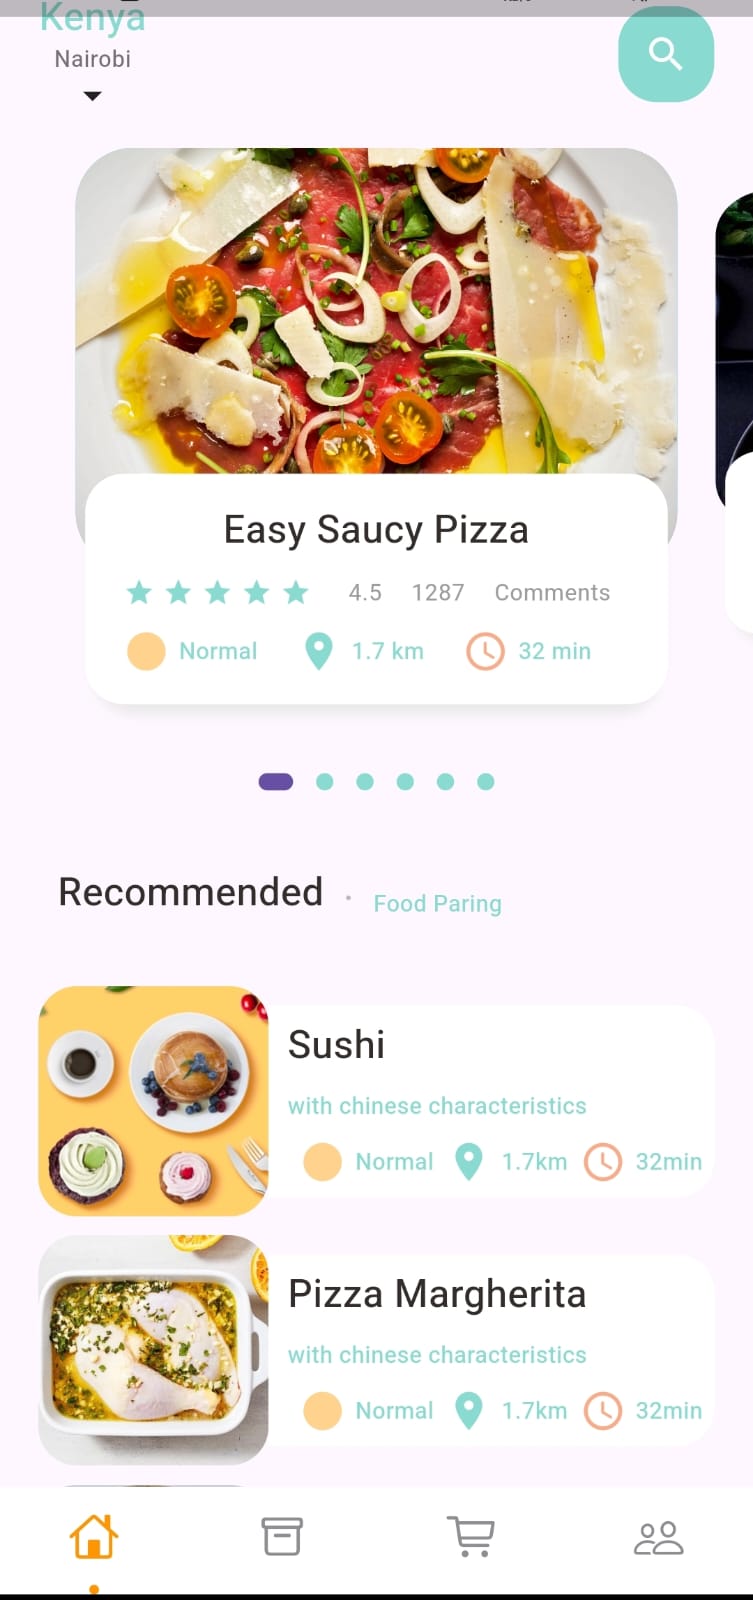 Kenya
Nairobi
Easy Saucy Pizza
4.5 1287 Comments
Normal 1.7 km 32 min
Recommended · Food Paring
Sushi
with chinese characteristics
Normal 1.7km 32min
Pizza Margherita
with chinese characteristics
Normal 1.7km 32min